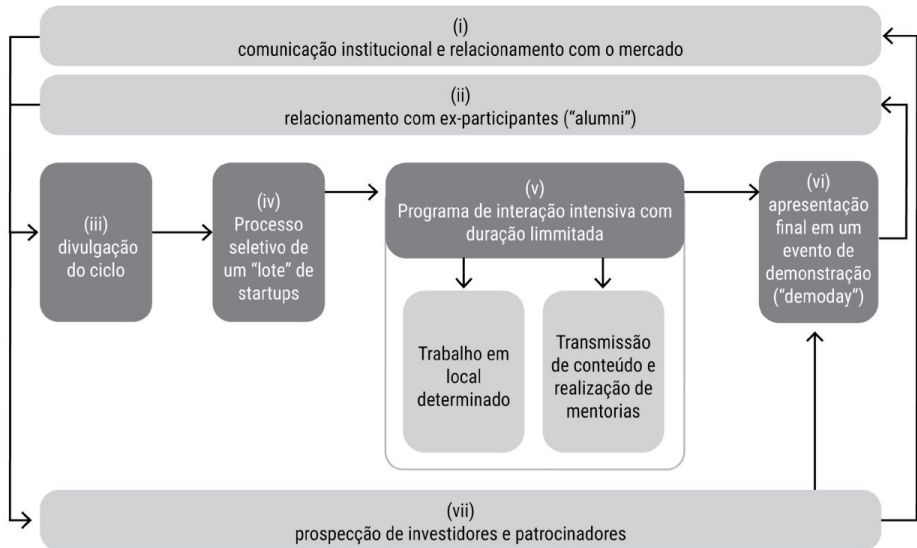 (i)
comunicação institucional e relacionamento com o mercado
(ii)
relacionamento com ex-participantes (“alumni”)
(iii)
divulgação
do ciclo
(iv)
Processo
seletivo de
um “lote” de
startups
(v)
Programa de interação intensiva com
duração limmitada
Trabalho em
local
determinado
Transmissão
de conteúdo e
realização de
mentorias
(vi)
apresentação
final em um
evento de
demonstração
(“demoday”)
(vii)
prospecção de investidores e patrocinadores